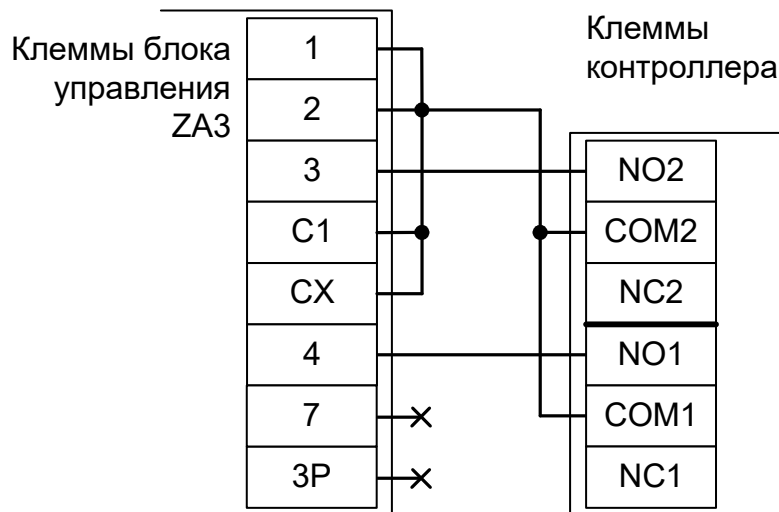 Клеммы блока
управления
ZA3
1
2
3
C1
CX
4
7
3P
Клеммы
контроллера
NO2
COM2
NC2
NO1
COM1
NC1